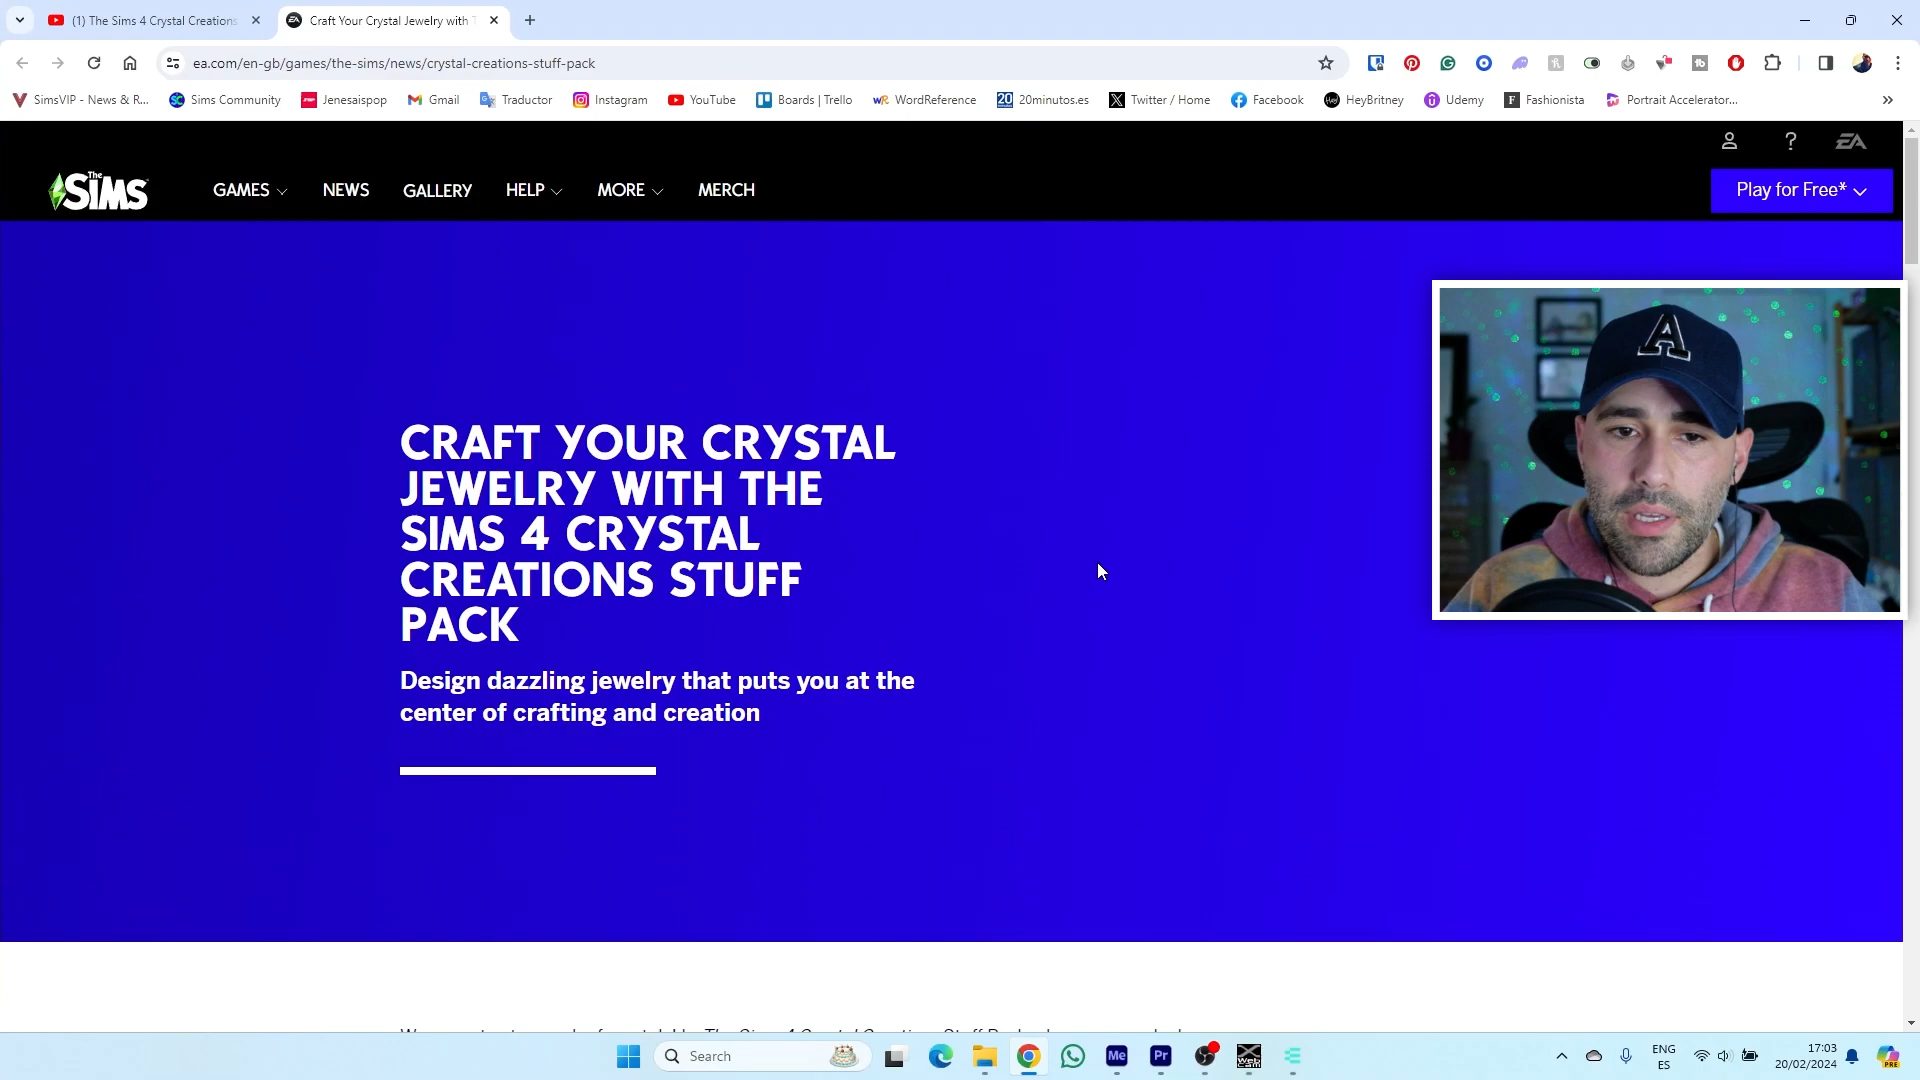 (1) The Sims 4 Crystal Creations
Craft Your Crystal Jewelry with T
ea.com/en-gb/games/the-sims/news/crystal-creations-stuff-pack
SimsVIP - News & R...
Sims Community
Jenesaispop
Gmail
Traductor
Instagram
YouTube
Boards | Trello
WordReference
20minutos.es
Twitter / Home
Facebook
HeyBritney
Udemy
Fashionista
Portrait Accelerator...
The SIMS
GAMES
NEWS
GALLERY
HELP
MORE
MERCH
EA
Play for Free*
A
CRAFT YOUR CRYSTAL
JEWELRY WITH THE
SIMS 4 CRYSTAL
CREATIONS STUFF
PACK
Design dazzling jewelry that puts you at the
center of crafting and creation
Search
Me
Pr
ENG
ES
17:03
20/02/2024